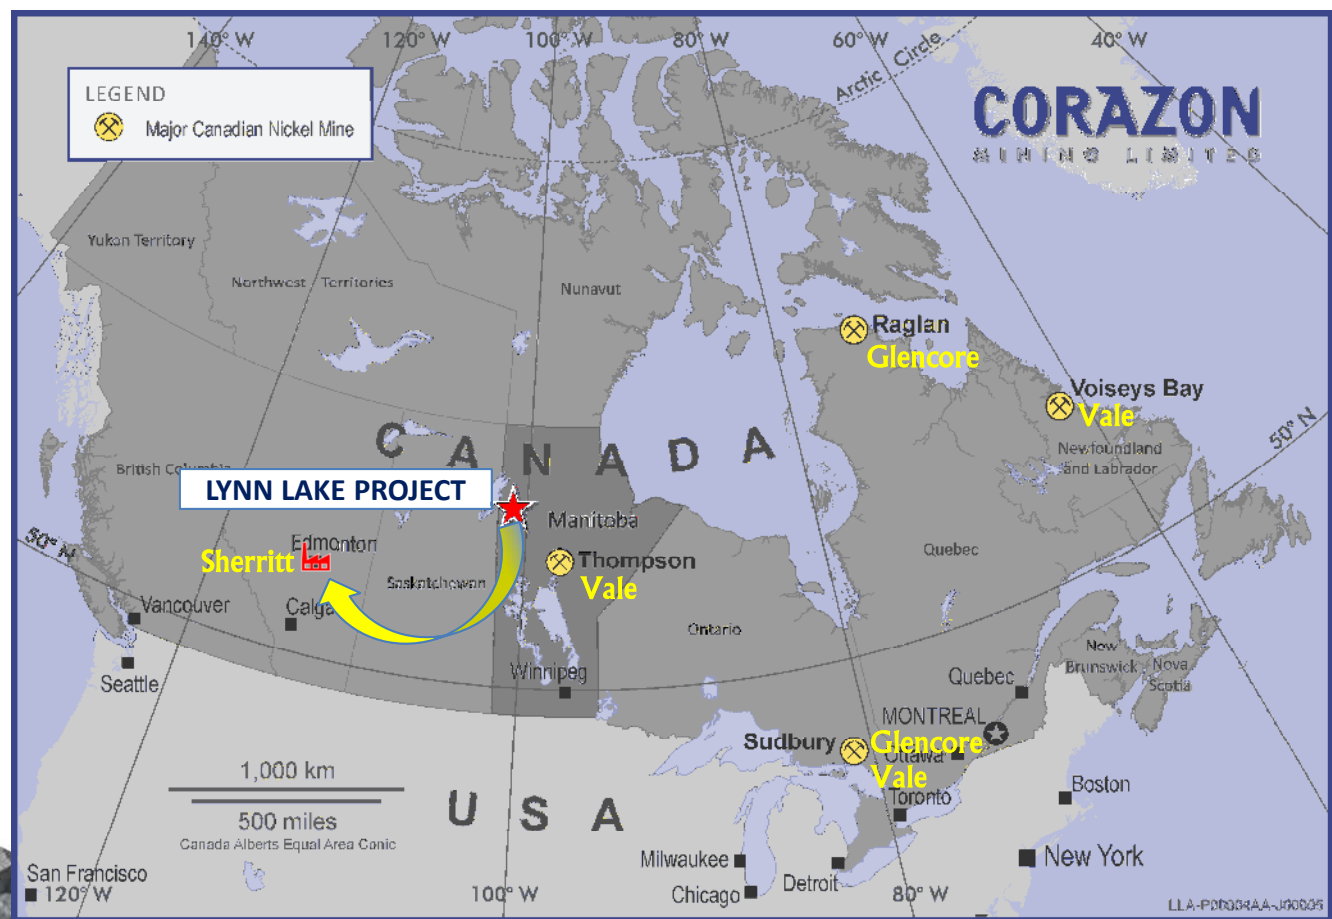 140° W
120° W
100° W
80° W
60° W
40° W
Arctic Circle
LEGEND
Major Canadian Nickel Mine
CORAZON
MINING LIMITED
Yukon Territory
Northwest Territories
Nunavut
Raglan
Glencore
Voiseys Bay
Vale
50° N
Newfoundland
and Labrador
CANADA
British Columbia
LYNN LAKE PROJECT
Manitoba
50° N
Edmonton
Sherritt
Thompson
Vale
Quebec
Saskatchewan
Vancouver
Calga
Ontario
Seattle
Winnipeg
New
Brunswick
Nova
Scotia
Quebec
MONTREAL
Sudbury
Glencore
Vale
Ottawa
Toronto
1,000 km
500 miles
Canada Alberts Equal Area Conic
USA
Boston
New York
Milwaukee
Detroit
Chicago
San Francisco
120° W
100° W
80° W